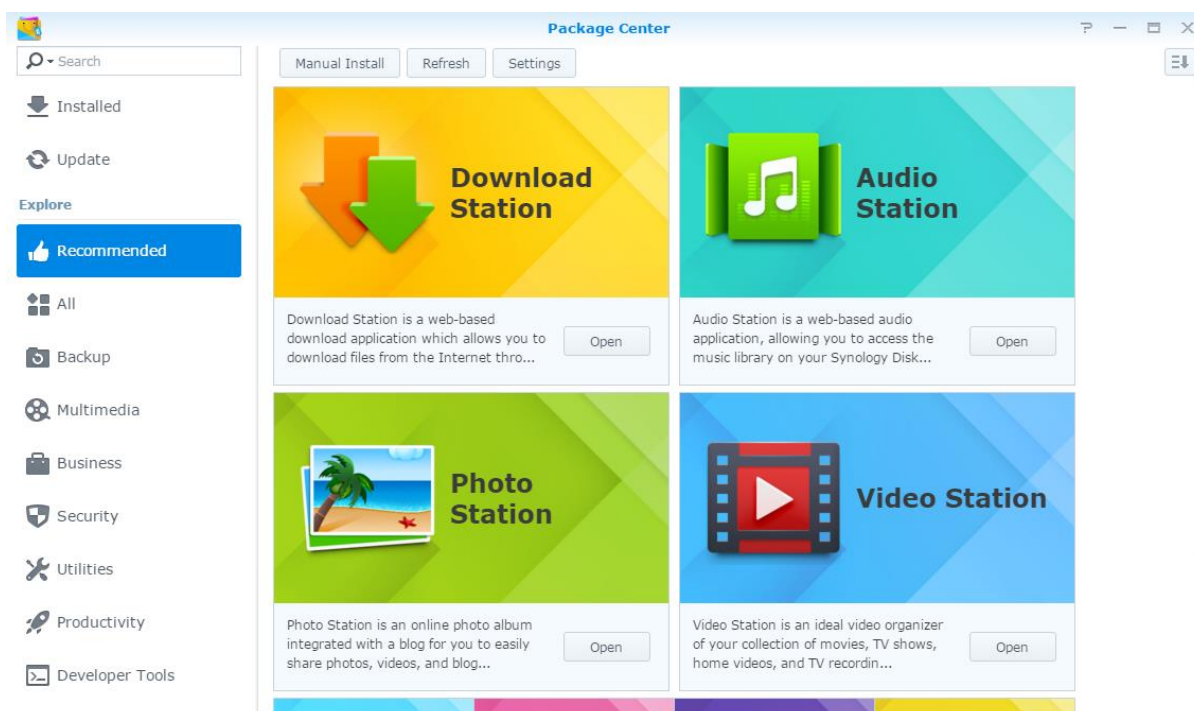 Package Center
Search
Manual Install
Refresh
Settings
Installed
Update
Explore
Recommended
All
Backup
Multimedia
Business
Security
Utilities
Productivity
Developer Tools
Download
Station
Download Station is a web-based
download application which allows you to
download files from the Internet thro...
Open
Audio
Station
Audio Station is a web-based audio
application, allowing you to access the
music library on your Synology Disk...
Open
Photo
Station
Photo Station is an online photo album
integrated with a blog for you to easily
share photos, videos, and blog...
Open
Video Station
Video Station is an ideal video organizer
of your collection of movies, TV shows,
home videos, and TV recordin...
Open